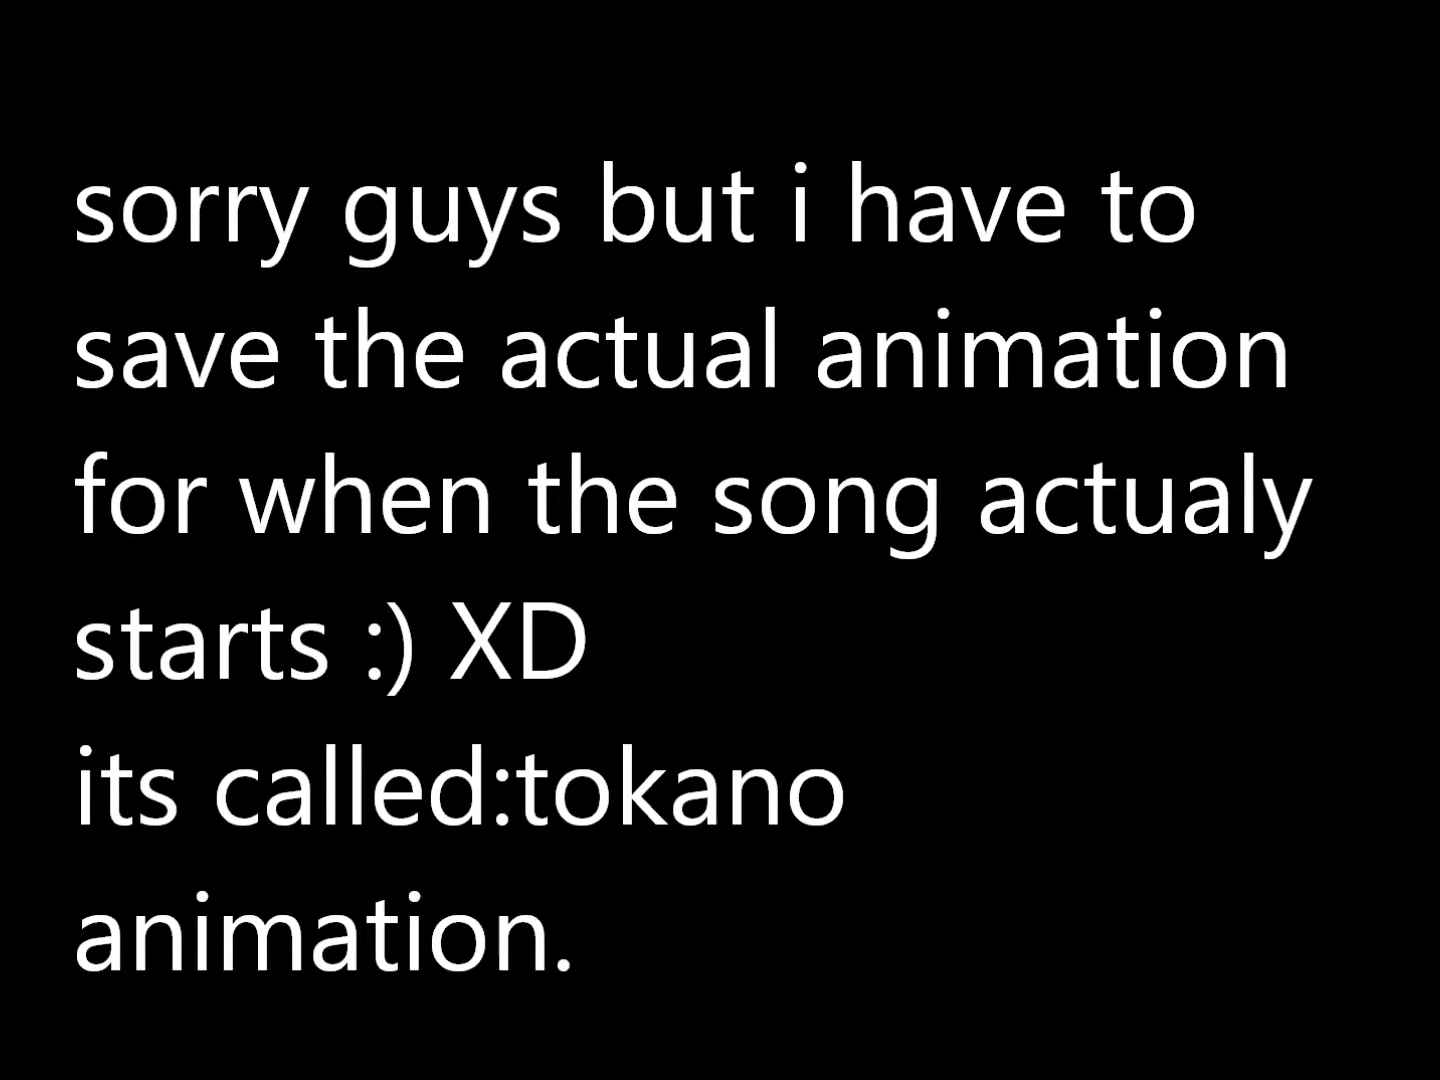 sorry guys but i have to
save the actual animation
for when the song actualy
starts :) XD
its called:tokano
animation.